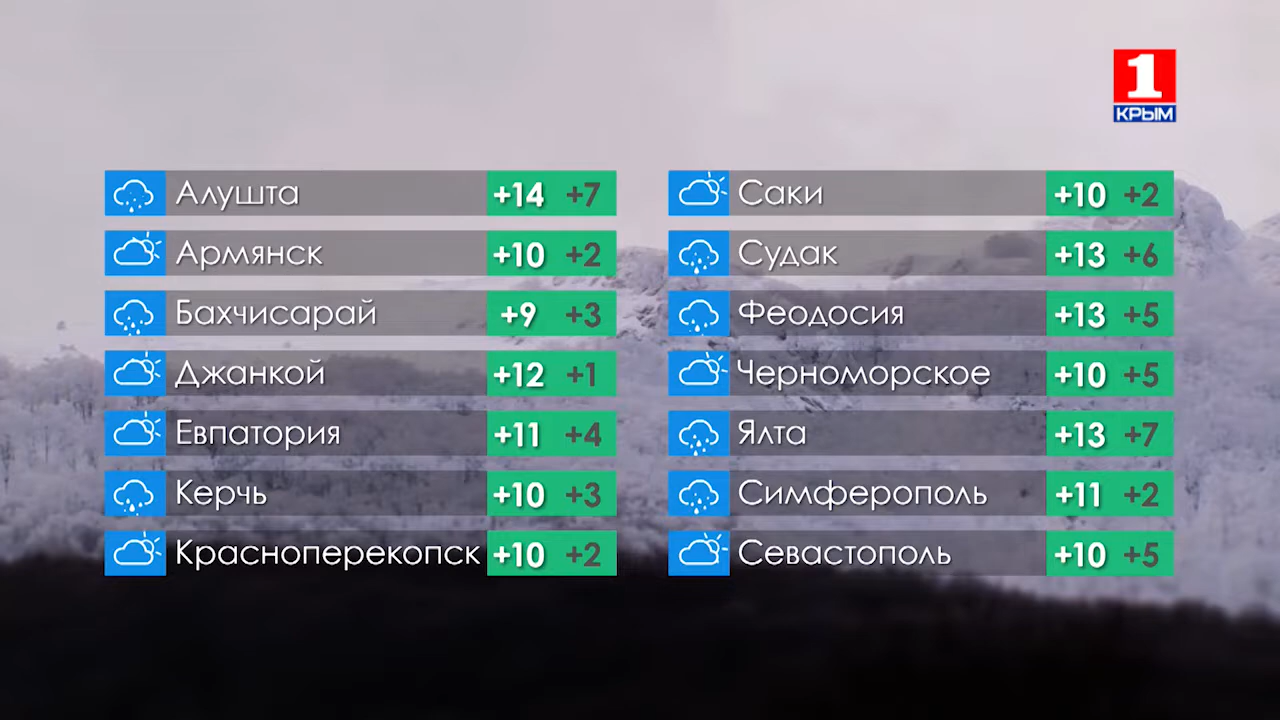 1
КРЫМ
Алушта +14 +7
Армянск +10 +2
Бахчисарай +9 +3
Джанкой +12 +1
Евпатория +11 +4
Керчь +10 +3
Красноперекопск +10 +2
Саки +10 +2
Судак +13 +6
Феодосия +13 +5
Черноморское +10 +5
Ялта +13 +7
Симферополь +11 +2
Севастополь +10 +5